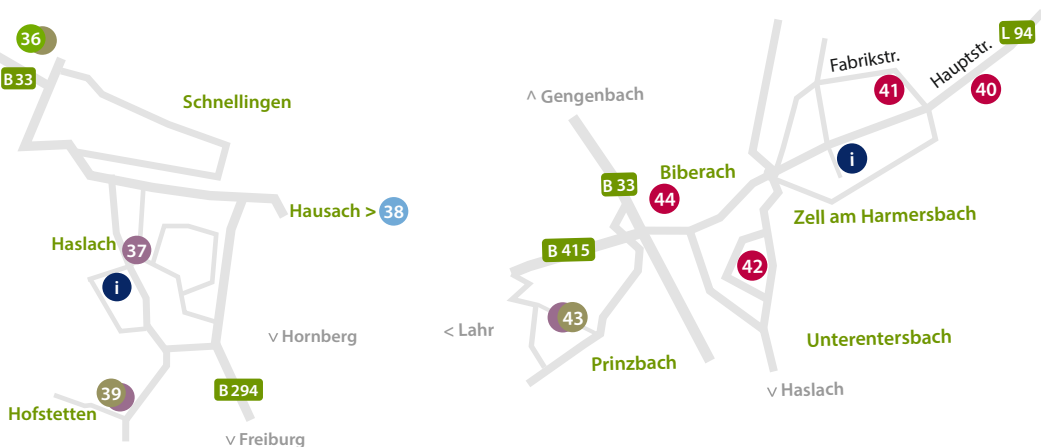 36
B 33
Schnellingen
Hausach > 38
Haslach 37
i
˅ Hornberg
39
B 294
Hofstetten
˅ Freiburg
L 94
Fabrikstr.
Hauptstr.
41
40
˄ Gengenbach
i
Biberach
B 33
44
Zell am Harmersbach
B 415
42
43
< Lahr
Unterentersbach
Prinzbach
˅ Haslach